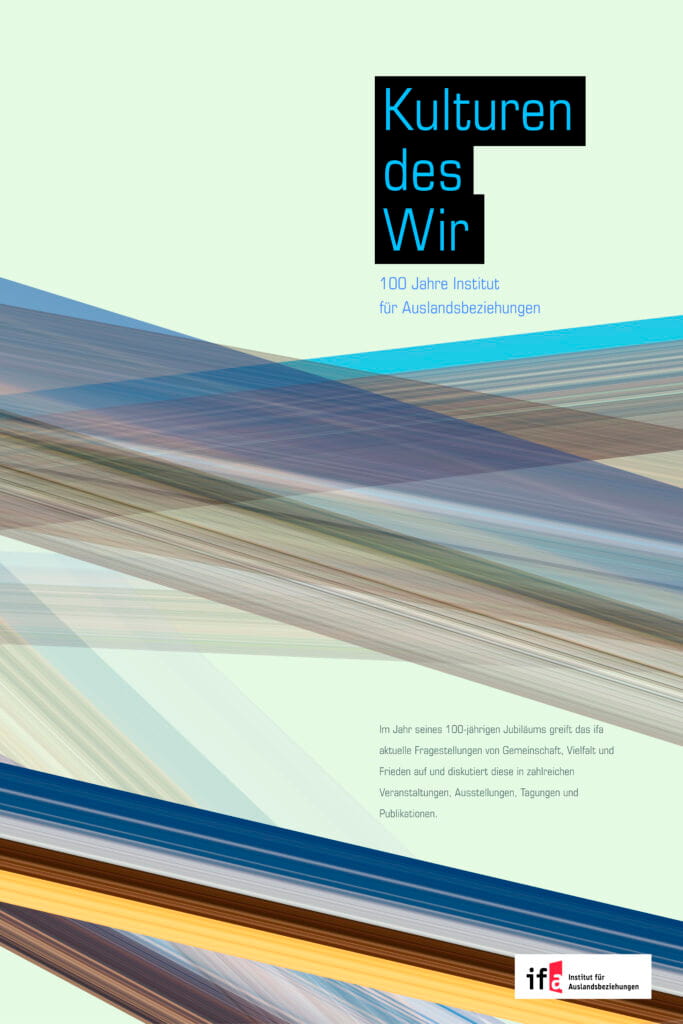 Kulturen
des
Wir
100 Jahre Institut
für Auslandsbeziehungen
Im Jahr seines 100-jährigen Jubiläums greift das ifa
aktuelle Fragestellungen von Gemeinschaft, Vielfalt und
Frieden auf und diskutiert diese in zahlreichen
Veranstaltungen, Ausstellungen, Tagungen und
Publikationen.
ifa Institut für
Auslandsbeziehungen